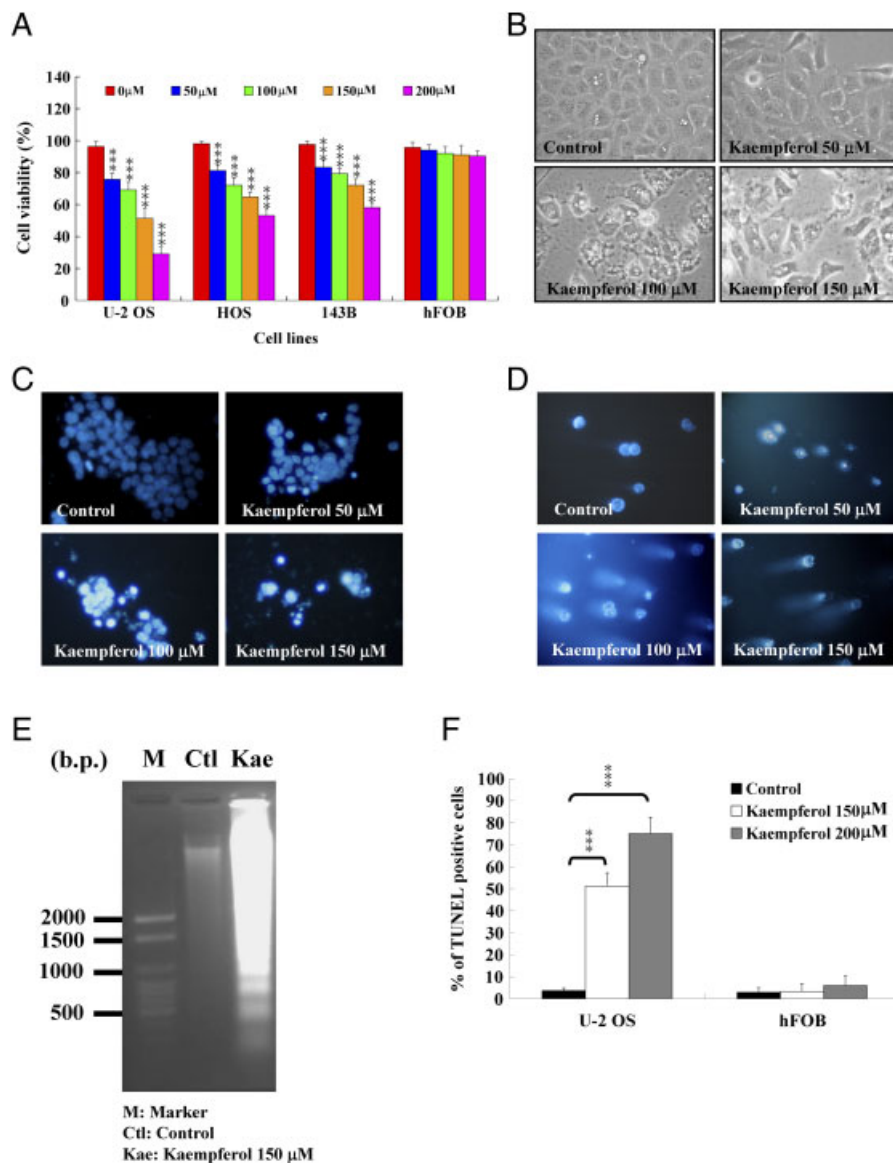 A
140
120
100
80
60
40
20
0
Cell viability (%)
0μM 50μM 100μM 150μM 200μM
*** *** *** ***
*** *** *** ***
*** *** *** ***
U-2 OS HOS 143B hFOB
Cell lines
B
Control
Kaempferol 50 μM
Kaempferol 100 μM
Kaempferol 150 μM
C
Control
Kaempferol 50 μM
Kaempferol 100 μM
Kaempferol 150 μM
D
Control
Kaempferol 50 μM
Kaempferol 100 μM
Kaempferol 150 μM
E
(b.p.) M Ctl Kae
2000
1500
1000
500
M: Marker
Ctl: Control
Kae: Kaempferol 150 μM
F
% of TUNEL positive cells
100
90
80
70
60
50
40
30
20
10
0
***
***
Control
Kaempferol 150μM
Kaempferol 200μM
U-2 OS hFOB